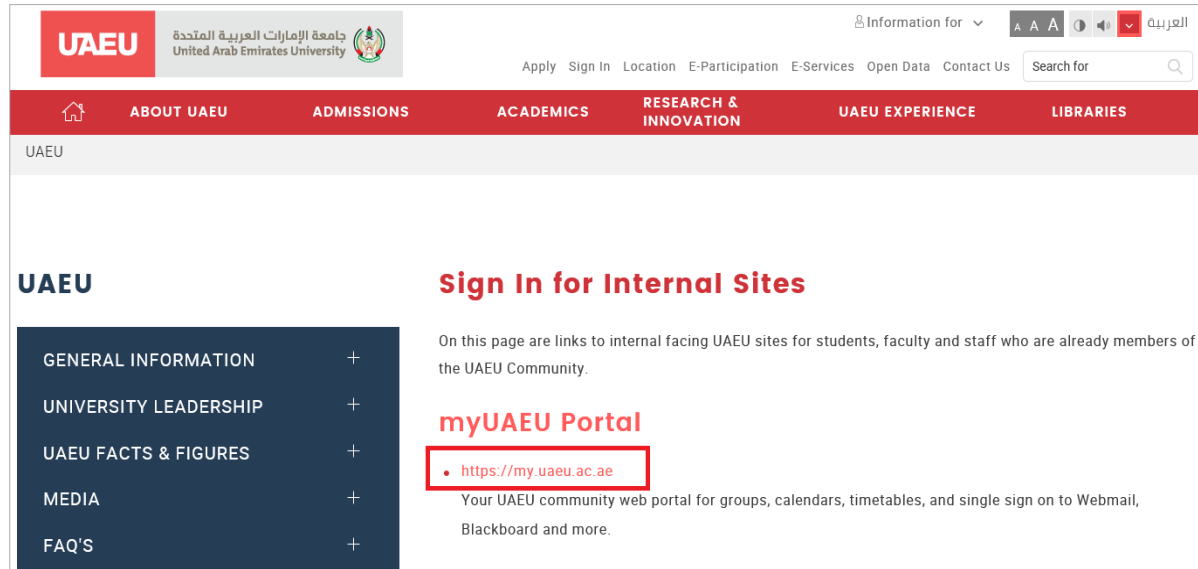 Information for
A A A
العربية
UAEU
جامعة الإمارات العربية المتحدة
United Arab Emirates University
Apply Sign In Location E-Participation E-Services Open Data Contact Us Search for
ABOUT UAEU ADMISSIONS ACADEMICS RESEARCH & INNOVATION UAEU EXPERIENCE LIBRARIES
UAEU
UAEU
GENERAL INFORMATION +
UNIVERSITY LEADERSHIP +
UAEU FACTS & FIGURES +
MEDIA +
FAQ'S +
Sign In for Internal Sites
On this page are links to internal facing UAEU sites for students, faculty and staff who are already members of
the UAEU Community.
myUAEU Portal
• https://my.uaeu.ac.ae
Your UAEU community web portal for groups, calendars, timetables, and single sign on to Webmail,
Blackboard and more.